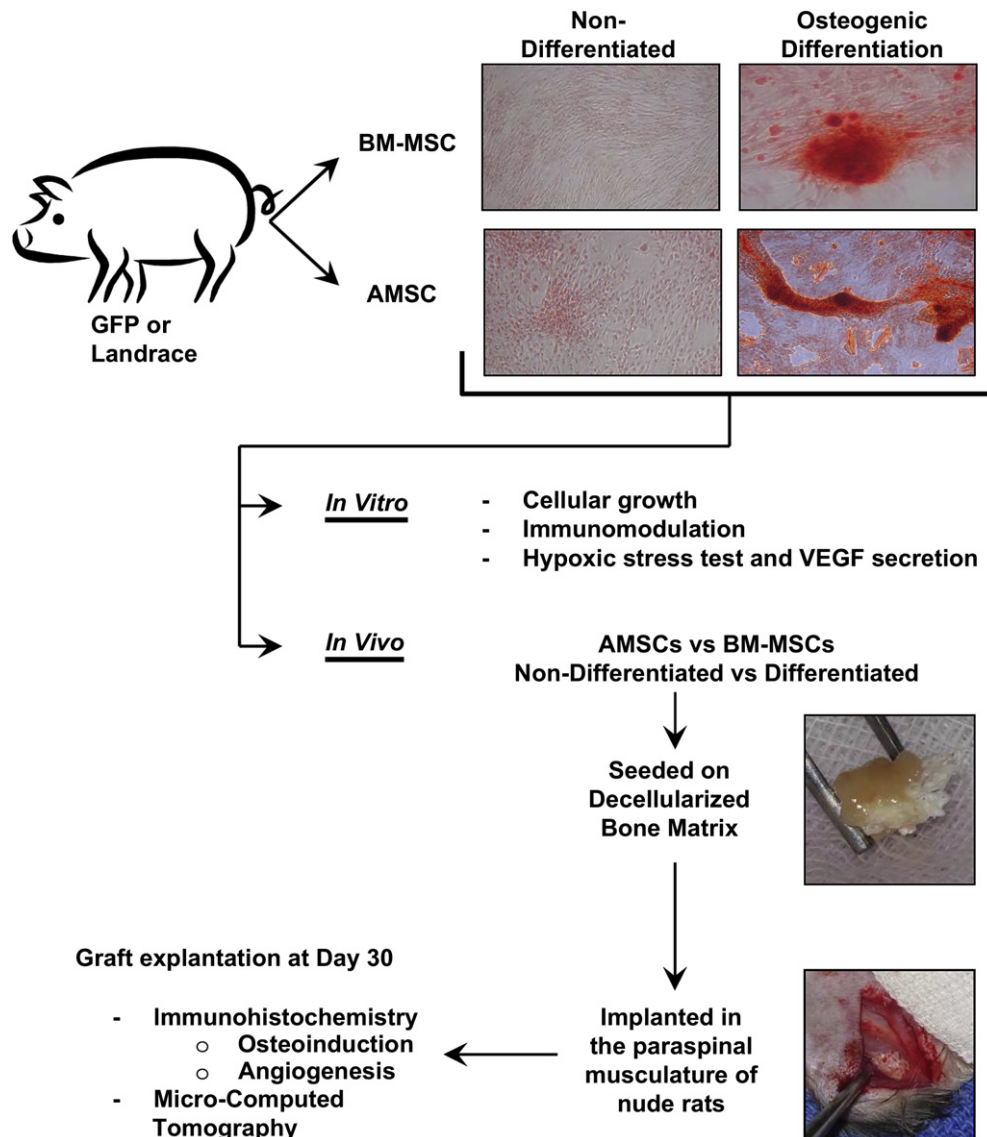 Non-
Differentiated
Osteogenic
Differentiation
BM-MSC
AMSC
GFP or
Landrace
In Vitro
- Cellular growth
- Immunomodulation
- Hypoxic stress test and VEGF secretion
In Vivo
AMSCs vs BM-MSCs
Non-Differentiated vs Differentiated
Seeded on
Decellularized
Bone Matrix
Implanted in
the paraspinal
musculature of
nude rats
Graft explantation at Day 30
- Immunohistochemistry
o Osteoinduction
o Angiogenesis
- Micro-Computed
Tomography